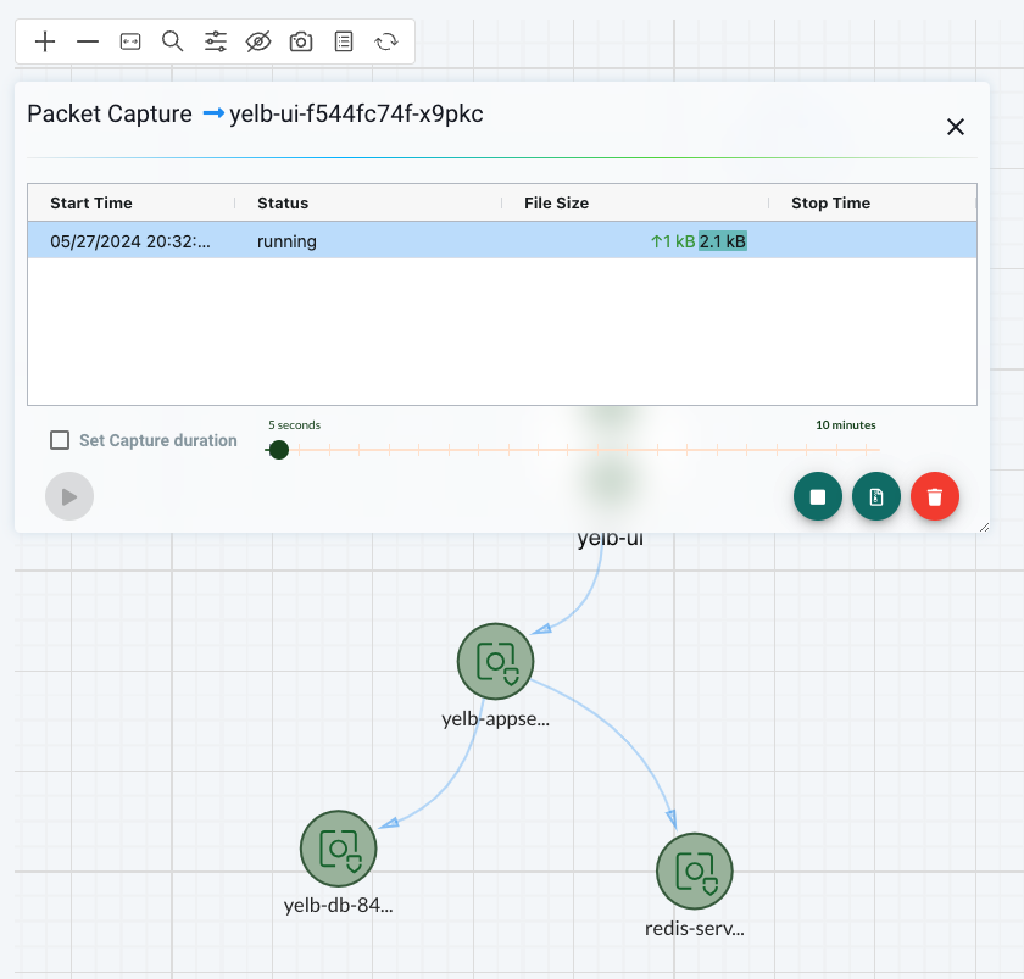 Packet Capture → yelb-ui-f544fc74f-x9pkc
Start Time Status File Size Stop Time
05/27/2024 20:32:... running ↑1 kB 2.1 kB
5 seconds 10 minutes
Set Capture duration
yelb-ui
yelb-appse...
yelb-db-84...
redis-serv...